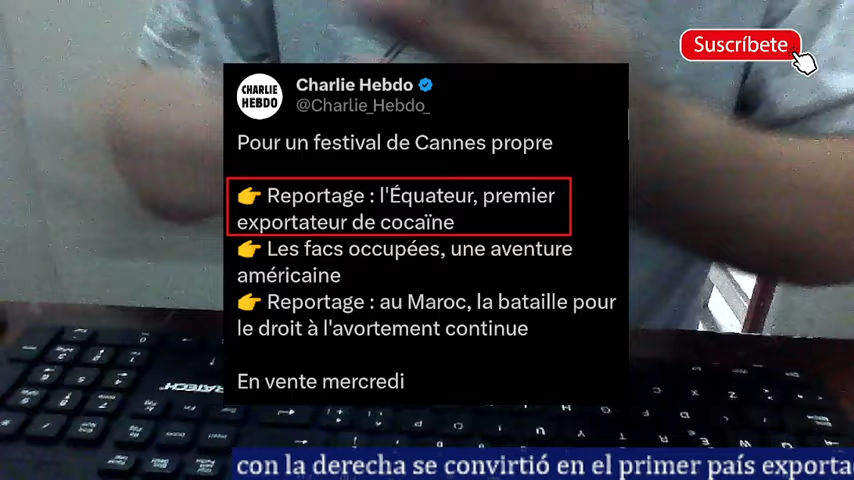 Suscríbete
CHARLIE
HEBDO
Charlie Hebdo
@Charlie_Hebdo_
Pour un festival de Cannes propre
👉 Reportage : l'Équateur, premier
exportateur de cocaïne
👉 Les facs occupées, une aventure
américaine
👉 Reportage : au Maroc, la bataille pour
le droit à l'avortement continue
En vente mercredi
con la derecha se convirtió en el primer país exporta